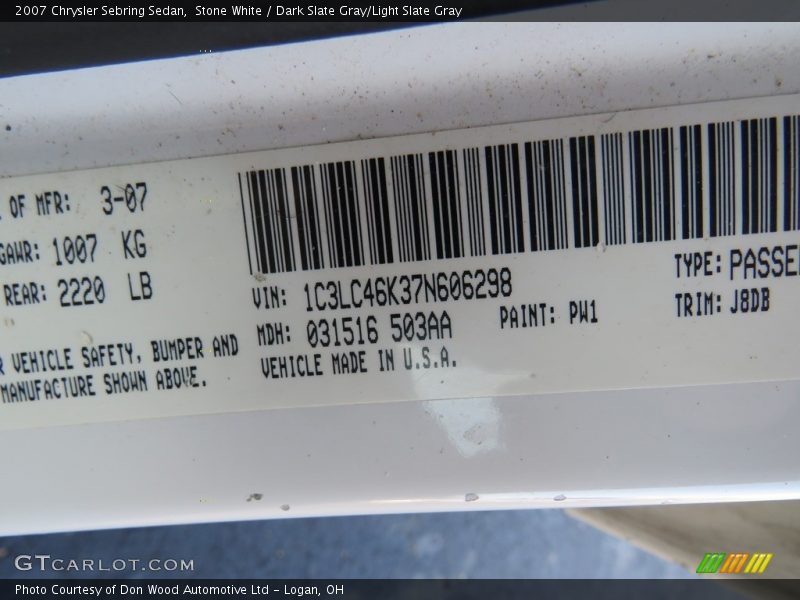 2007 Chrysler Sebring Sedan, Stone White / Dark Slate Gray/Light Slate Gray
OF MFR: 3-07
GAWR: 1007 KG
REAR: 2220 LB
VIN: 1C3LC46K37N606298
TYPE: PASSE
MDH: 031516 503AA
PAINT: PW1
TRIM: J8DB
VEHICLE MADE IN U.S.A.
R VEHICLE SAFETY, BUMPER AND
MANUFACTURE SHOWN ABOVE.
GTCARLOT.COM
Photo Courtesy of Don Wood Automotive Ltd - Logan, OH